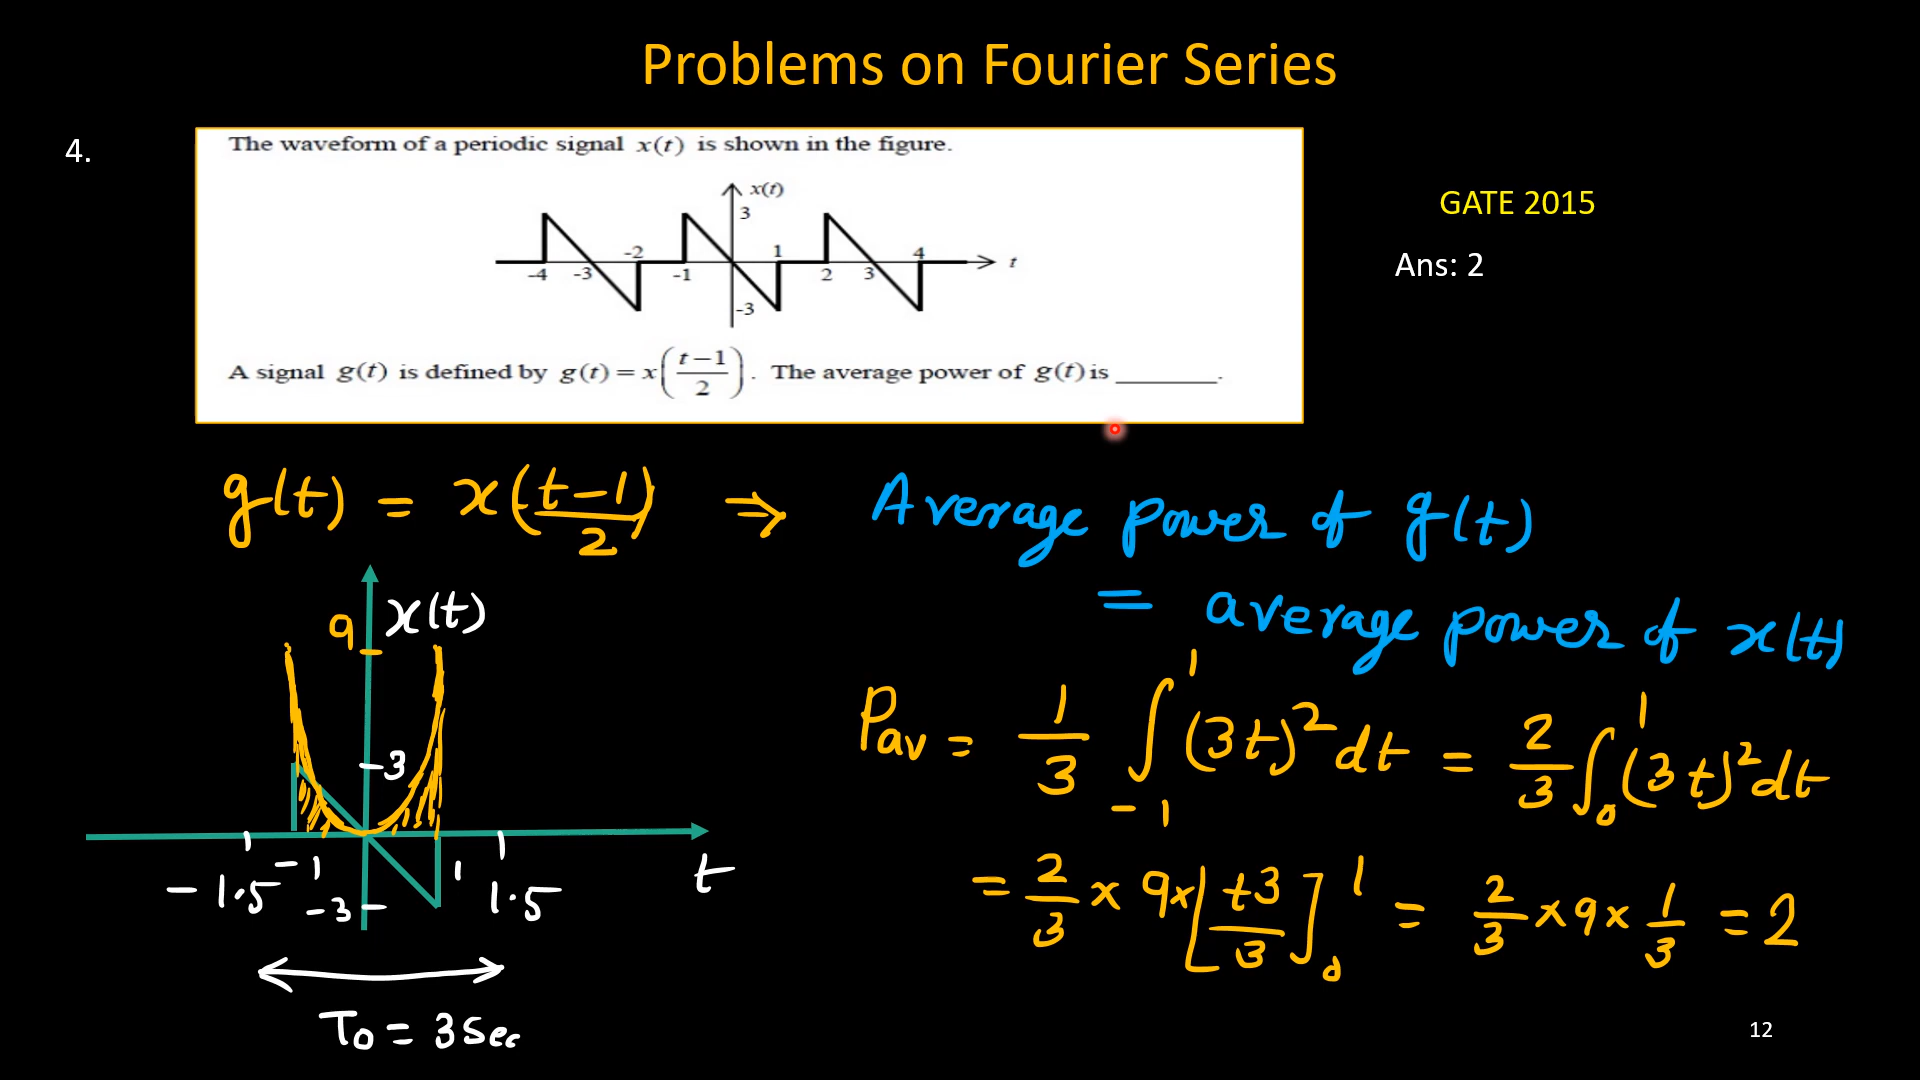 Problems on Fourier Series
4.
The waveform of a periodic signal x(t) is shown in the figure.
x(t)
3
-4 -3 -2 -1 1 2 3 4 t
-3
A signal g(t) is defined by g(t) = x((t−1)/2). The average power of g(t) is ________.
GATE 2015
Ans: 2
g(t) = x((t−1)/2) ⇒ Average power of g(t)
= average power of x(t)
9 x(t)
-3
-1.5 -1 1 1.5 t
-3
T₀ = 3 Sec
Pav = 1/3 ∫₋₁¹ (3t)² dt = 2/3 ∫₀¹ (3t)² dt
= 2/3 × 9 × [t3/3]₀¹ = 2/3 × 9 × 1/3 = 2
12